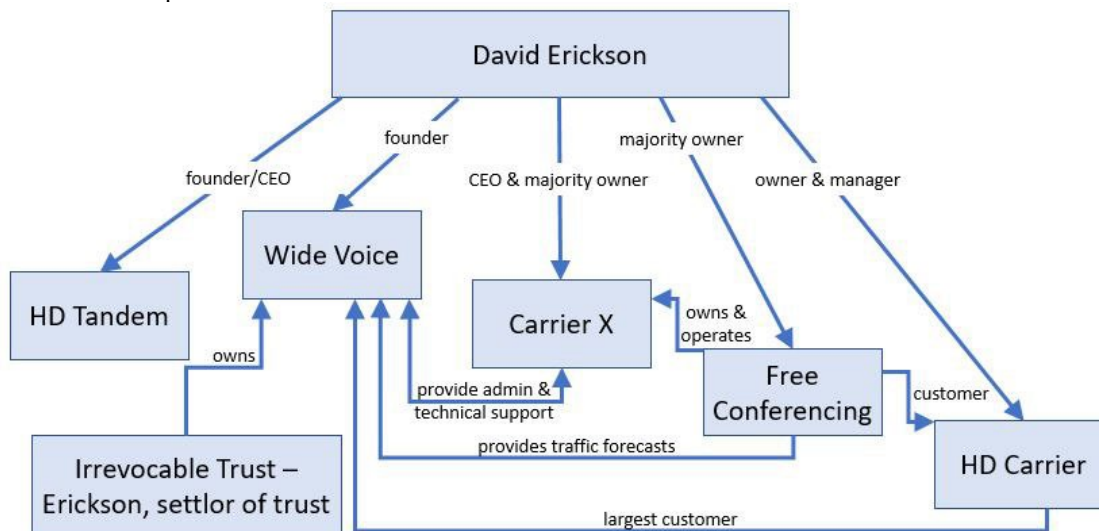 David Erickson
founder
majority owner
founder/CEO
CEO & majority owner
owner & manager
Wide Voice
HD Tandem
Carrier X
owns &
operates
owns
Free
Conferencing
customer
provide admin &
technical support
provides traffic forecasts
Irrevocable Trust –
Erickson, settlor of trust
HD Carrier
largest customer